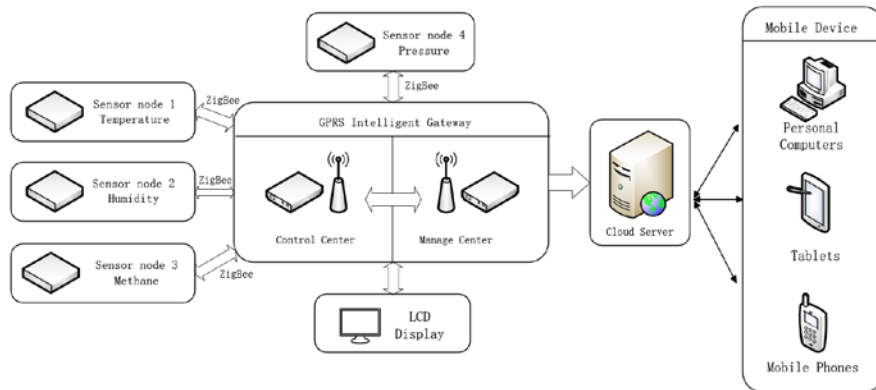 Sensor node 4
Pressure
Mobile Device
ZigBee
Sensor node 1
Temperature
ZigBee
GPRS Intelligent Gateway
Personal
Computers
Sensor node 2
Humidity
ZigBee
Control Center
Manage Center
Cloud Server
Sensor node 3
Methane
ZigBee
Tablets
LCD
Display
Mobile Phones